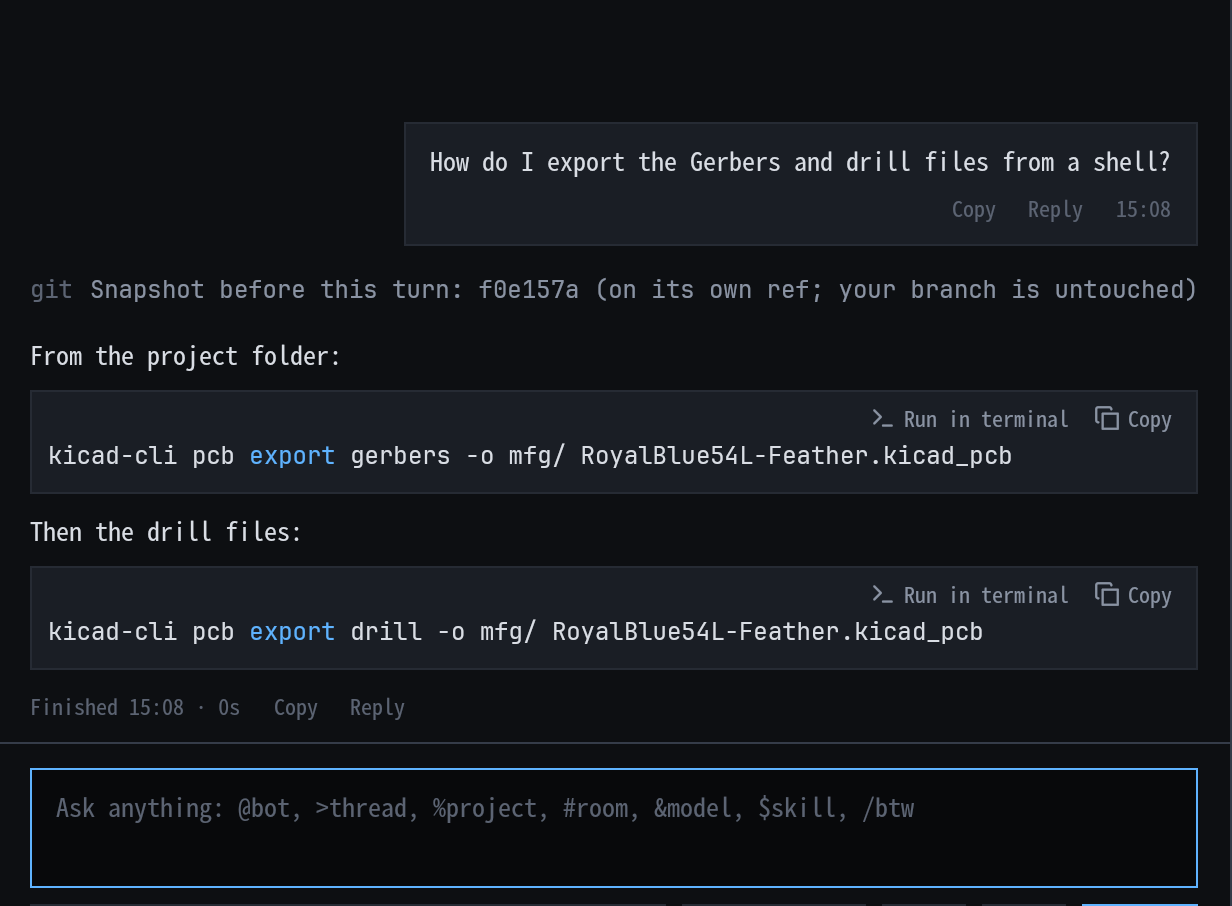 How do I export the Gerbers and drill files from a shell?
Copy Reply 15:08
git Snapshot before this turn: f0e157a (on its own ref; your branch is untouched)
From the project folder:
Run in terminal Copy
kicad-cli pcb export gerbers -o mfg/ RoyalBlue54L-Feather.kicad_pcb
Then the drill files:
Run in terminal Copy
kicad-cli pcb export drill -o mfg/ RoyalBlue54L-Feather.kicad_pcb
Finished 15:08 · 0s Copy Reply
Ask anything: @bot, >thread, %project, #room, &model, $skill, /btw